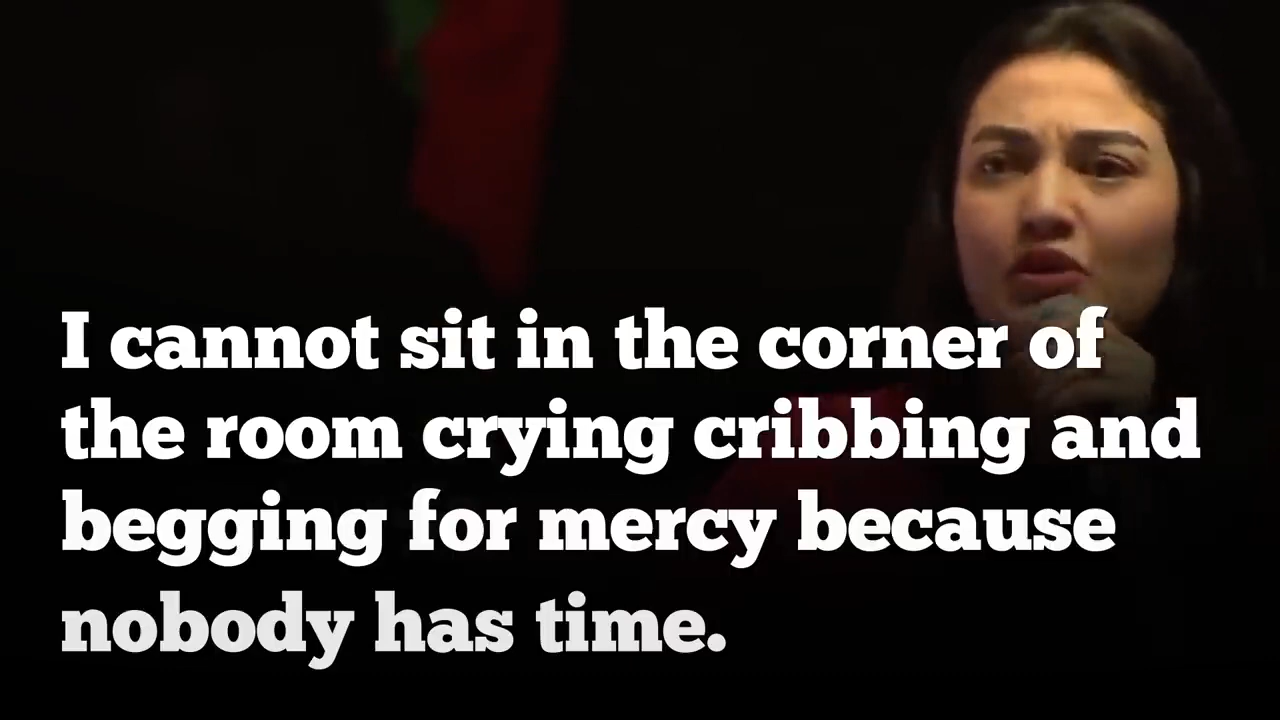 I cannot sit in the corner of
the room crying cribbing and
begging for mercy because
nobody has time.